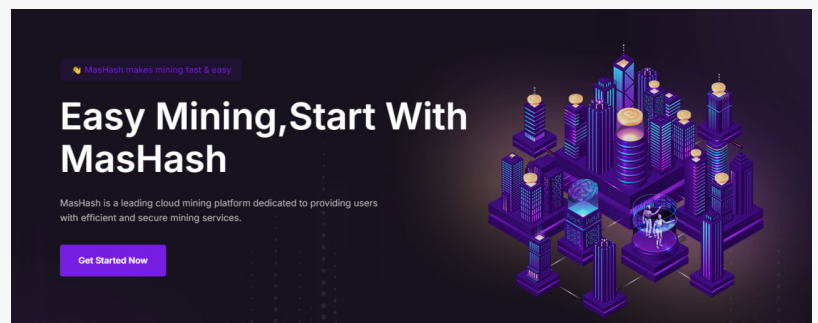 👋 MasHash makes mining fast & easy
Easy Mining,Start With
MasHash
MasHash is a leading cloud mining platform dedicated to providing users
with efficient and secure mining services.
Get Started Now